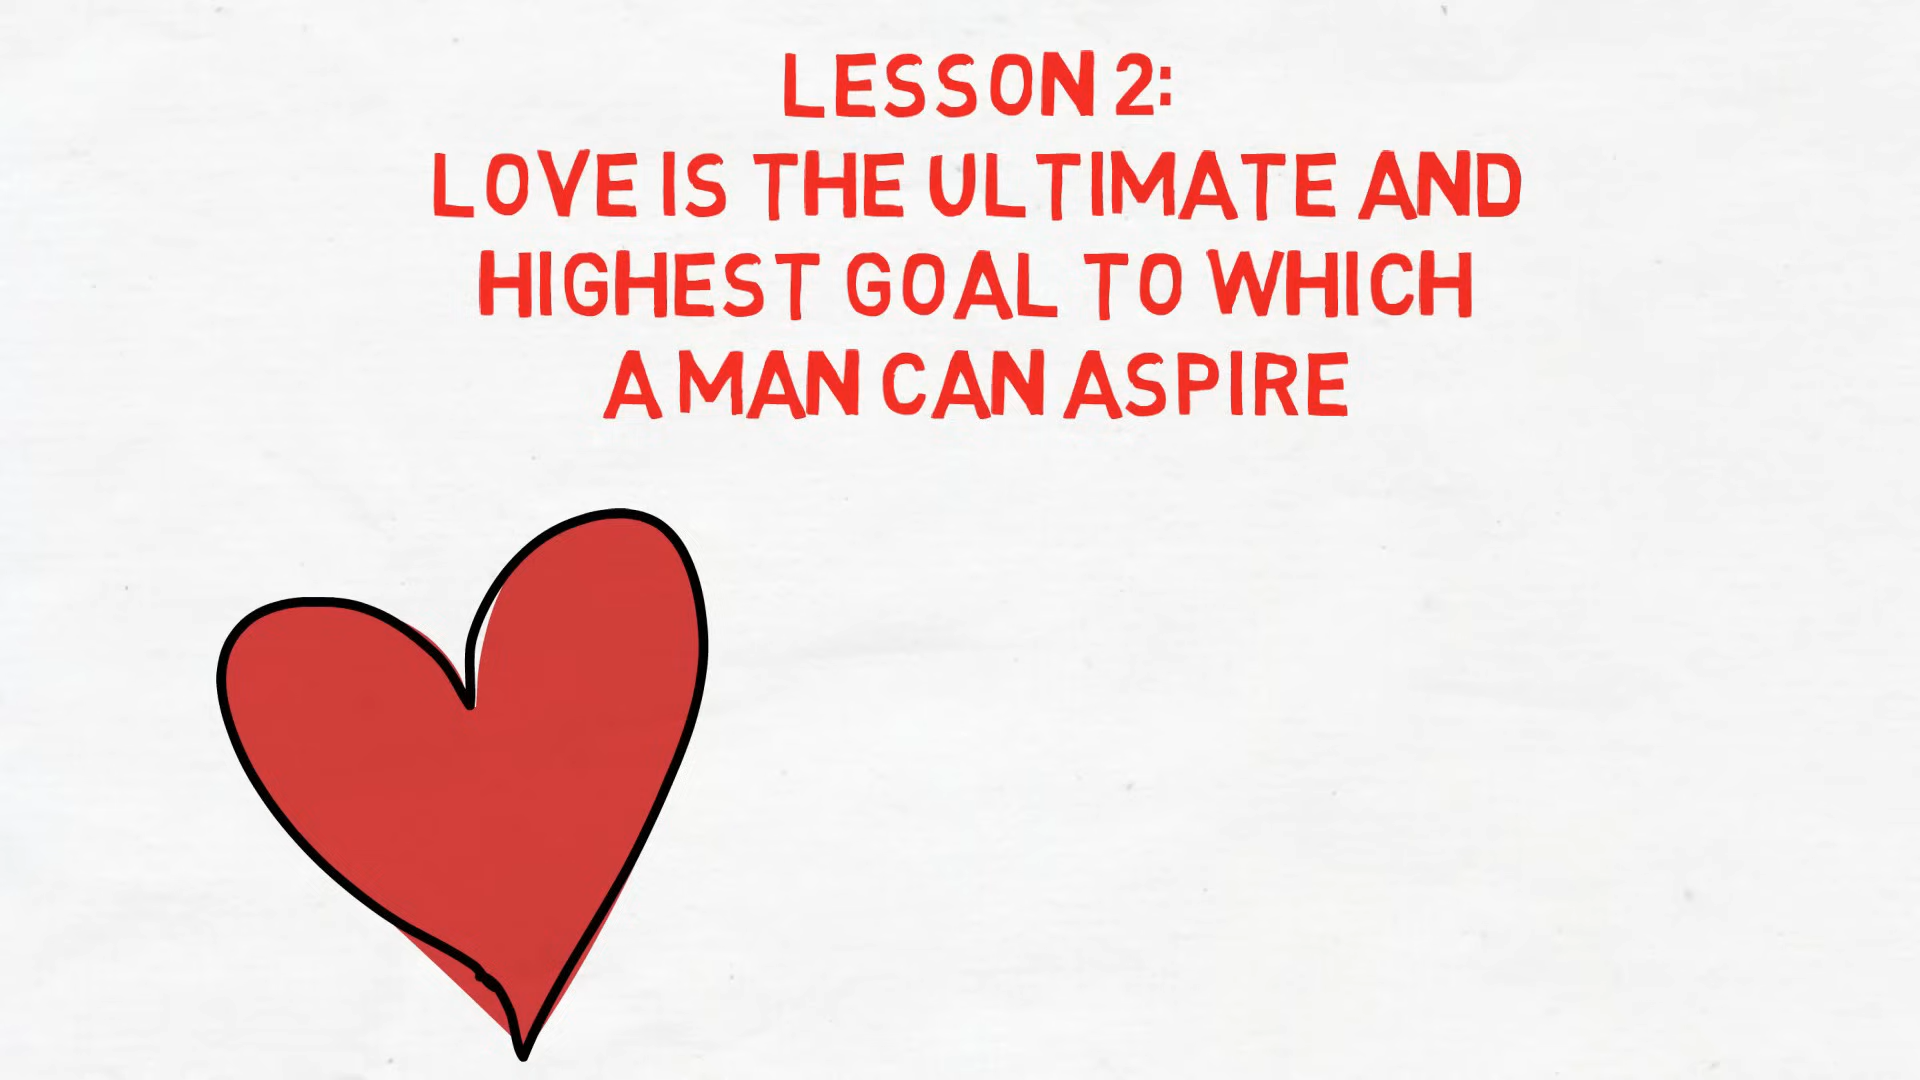 LESSON 2:
LOVE IS THE ULTIMATE AND
HIGHEST GOAL TO WHICH
A MAN CAN ASPIRE